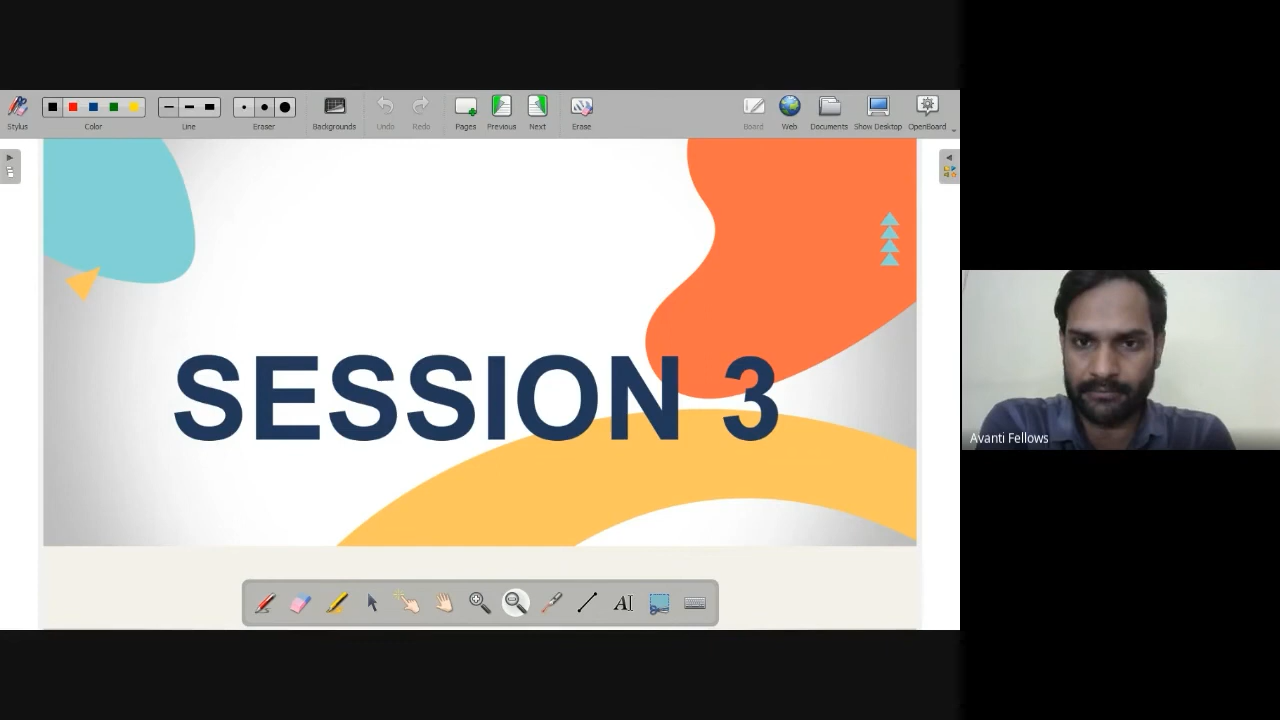 Stylus
Color
Line
Eraser
Backgrounds
Undo
Redo
Pages
Previous
Next
Erase
Board
Web
Documents
Show Desktop
OpenBoard
SESSION 3
Avanti Fellows
AI